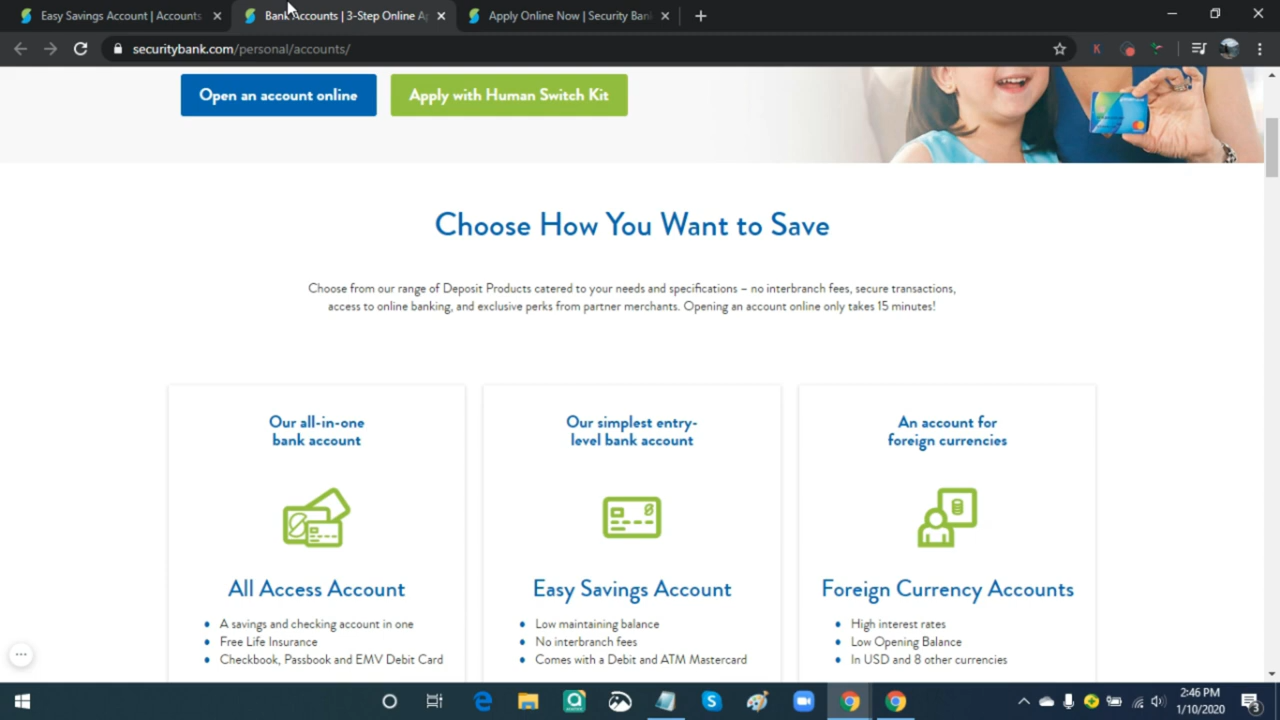 Easy Savings Account | Accounts
Bank Accounts | 3-Step Online Ap
Apply Online Now | Security Ban
securitybank.com/personal/accounts/
K
Open an account online
Apply with Human Switch Kit
Choose How You Want to Save
Choose from our range of Deposit Products catered to your needs and specifications – no interbranch fees, secure transactions,
access to online banking, and exclusive perks from partner merchants. Opening an account online only takes 15 minutes!
Our all-in-one
bank account
All Access Account
A savings and checking account in one
Free Life Insurance
Checkbook, Passbook and EMV Debit Card
Our simplest entry-
level bank account
Easy Savings Account
Low maintaining balance
No interbranch fees
Comes with a Debit and ATM Mastercard
An account for
foreign currencies
Foreign Currency Accounts
High interest rates
Low Opening Balance
In USD and 8 other currencies
2:46 PM
1/10/2020
3